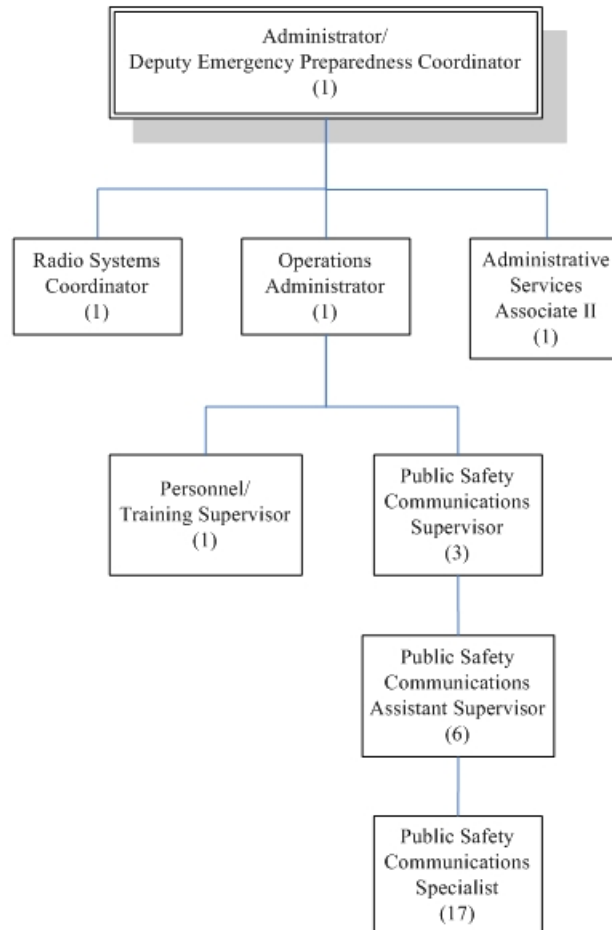 Administrator/
Deputy Emergency Preparedness Coordinator
(1)
Radio Systems
Coordinator
(1)
Operations
Administrator
(1)
Administrative
Services
Associate II
(1)
Personnel/
Training Supervisor
(1)
Public Safety
Communications
Supervisor
(3)
Public Safety
Communications
Assistant Supervisor
(6)
Public Safety
Communications
Specialist
(17)